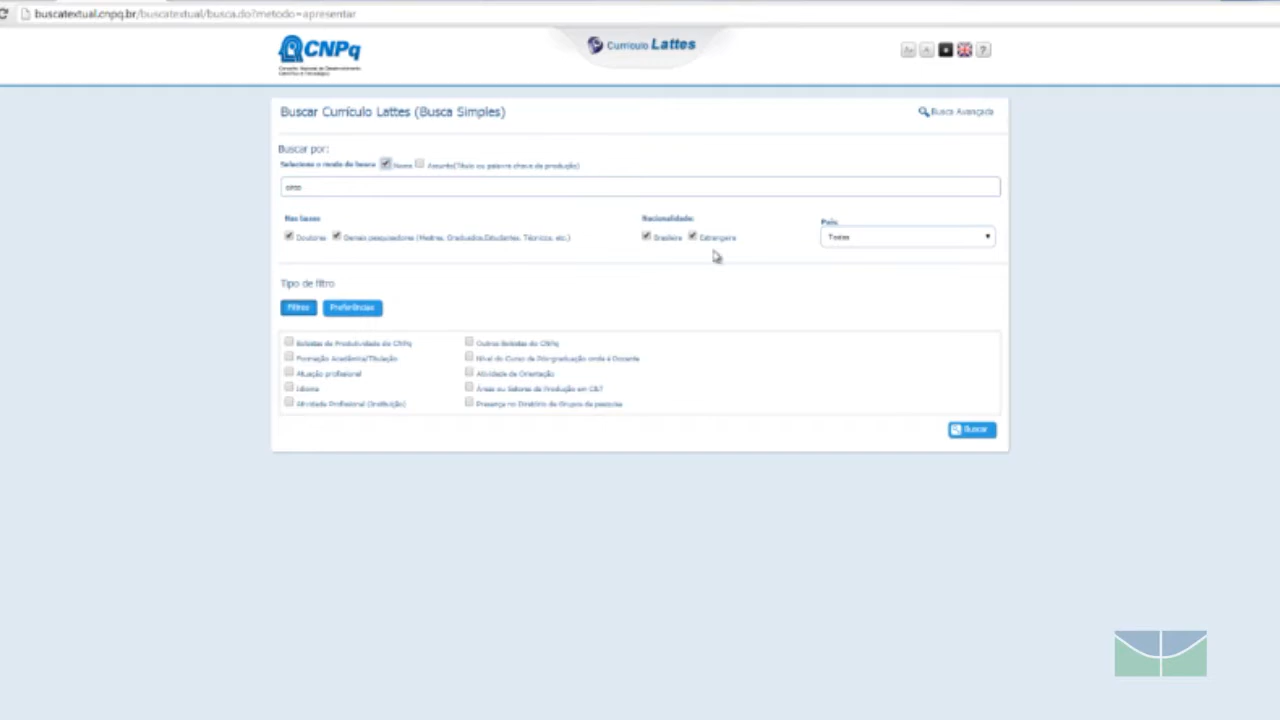 buscatextual.cnpq.br/buscatextual/busca.do?metodo=apresentar
CNPq
Conselho Nacional de Desenvolvimento
Científico e Tecnológico
Currículo Lattes
A+ A ?
Buscar Currículo Lattes (Busca Simples)
Busca Avançada
Buscar por:
Selecione o modo de busca Nome Assunto(Título ou palavra chave da produção)
Nas bases
Nacionalidade:
País:
Doutores Demais pesquisadores (Mestres, Graduados,Estudantes, Técnicos, etc.)
Brasileira Estrangeira
Todos
Tipo de filtro
Filtros Preferências
Bolsistas de Produtividade do CNPq
Outros Bolsistas do CNPq
Formação Acadêmica/Titulação
Nível do Curso de Pós-graduação onde é Docente
Atuação profissional
Atividade de Orientação
Idioma
Áreas ou Setores da Produção em C&T
Atividade Profissional (Instituição)
Presença no Diretório de Grupos de pesquisa
Buscar